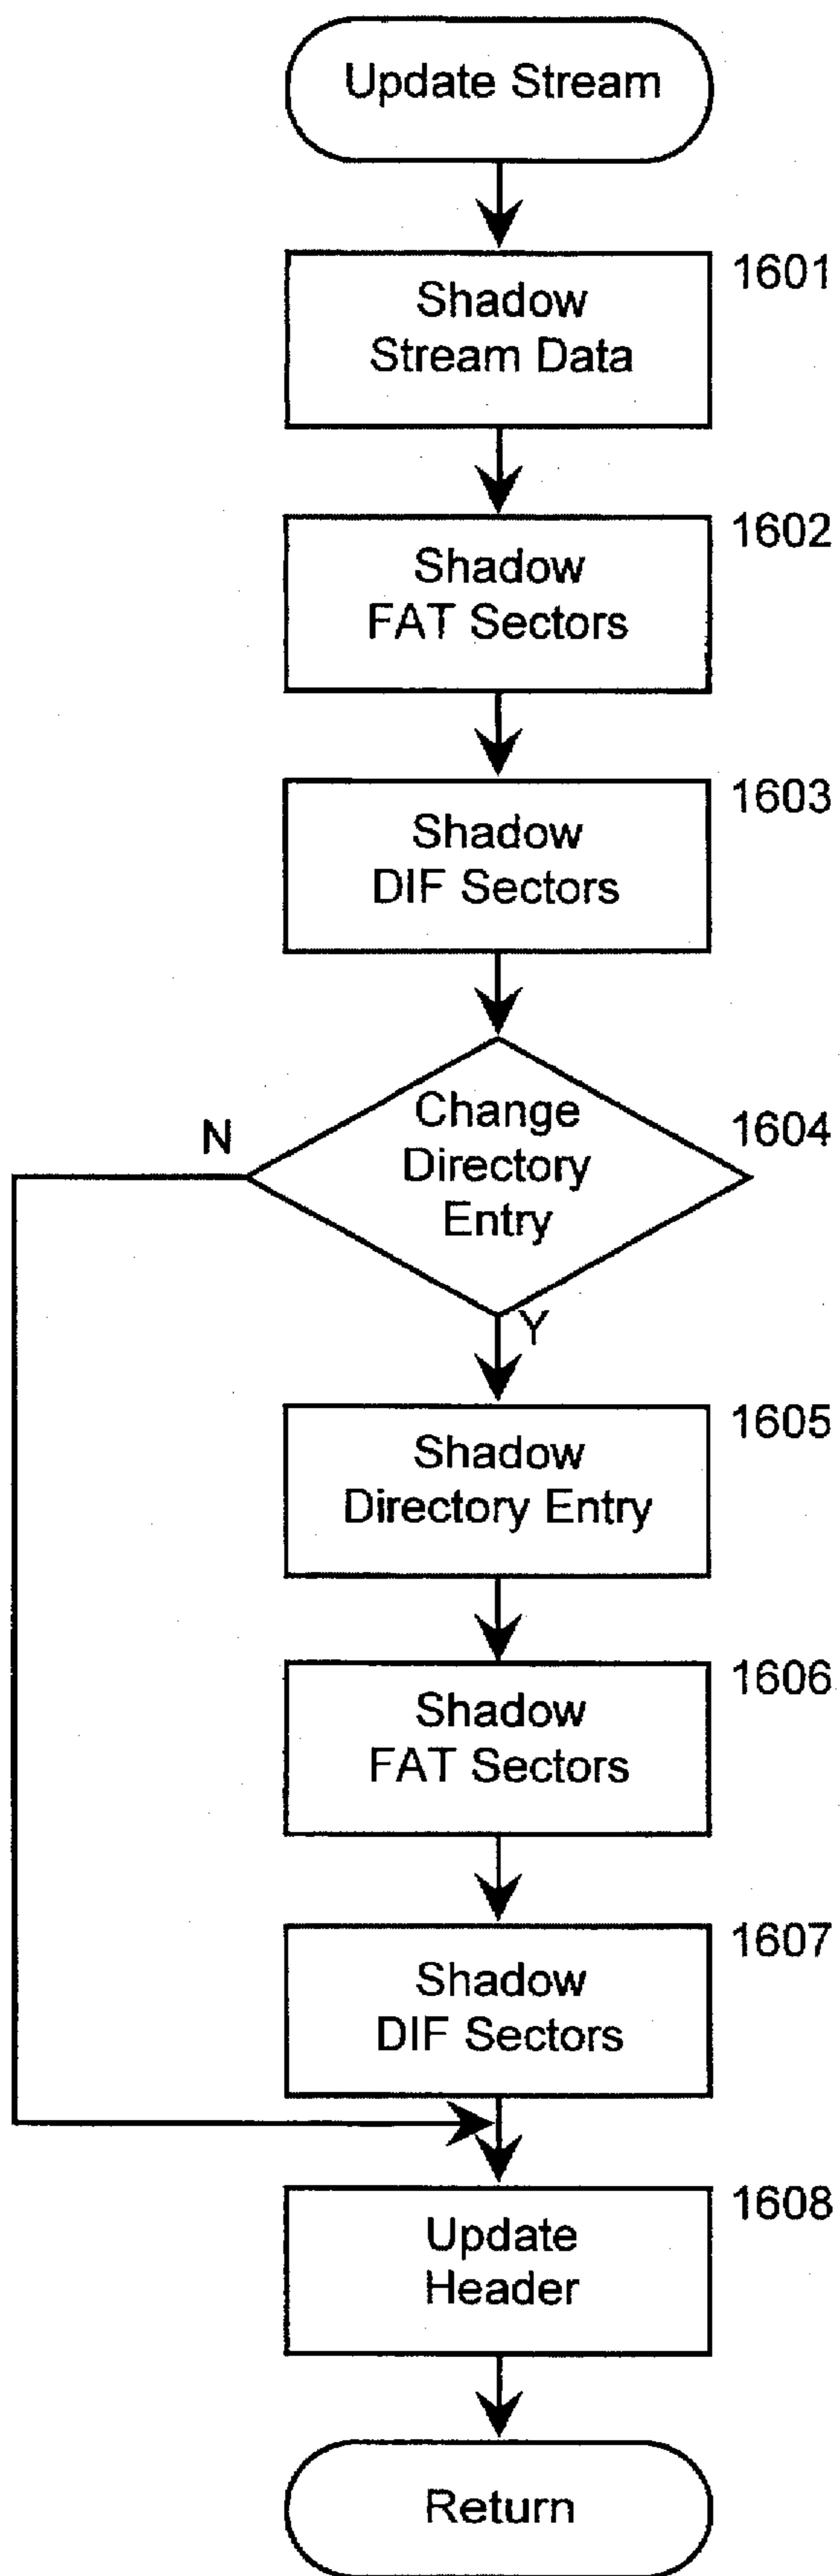 Update Stream
1601
Shadow
Stream Data
1602
Shadow
FAT Sectors
1603
Shadow
DIF Sectors
N
Change
Directory
Entry
1604
Y
1605
Shadow
Directory Entry
1606
Shadow
FAT Sectors
1607
Shadow
DIF Sectors
1608
Update
Header
Return